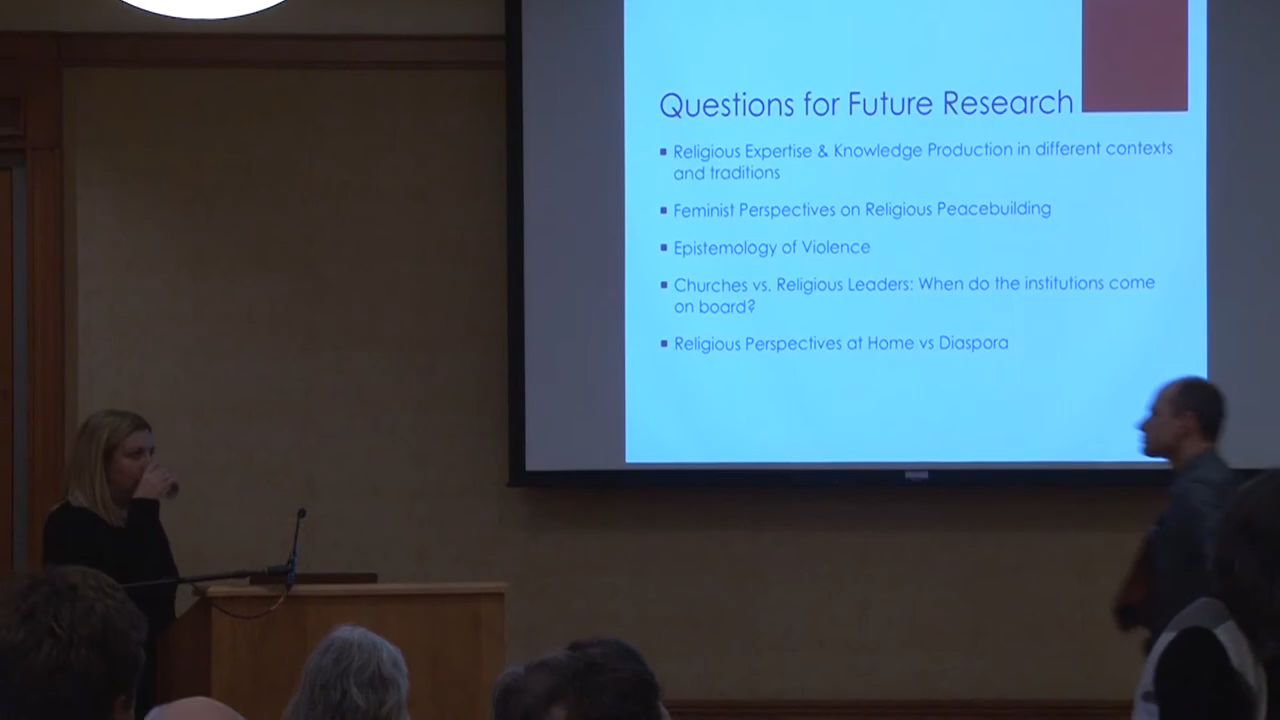 Questions for Future Research
▪ Religious Expertise & Knowledge Production in different contexts
and traditions
▪ Feminist Perspectives on Religious Peacebuilding
▪ Epistemology of Violence
▪ Churches vs. Religious Leaders: When do the institutions come
on board?
▪ Religious Perspectives at Home vs Diaspora